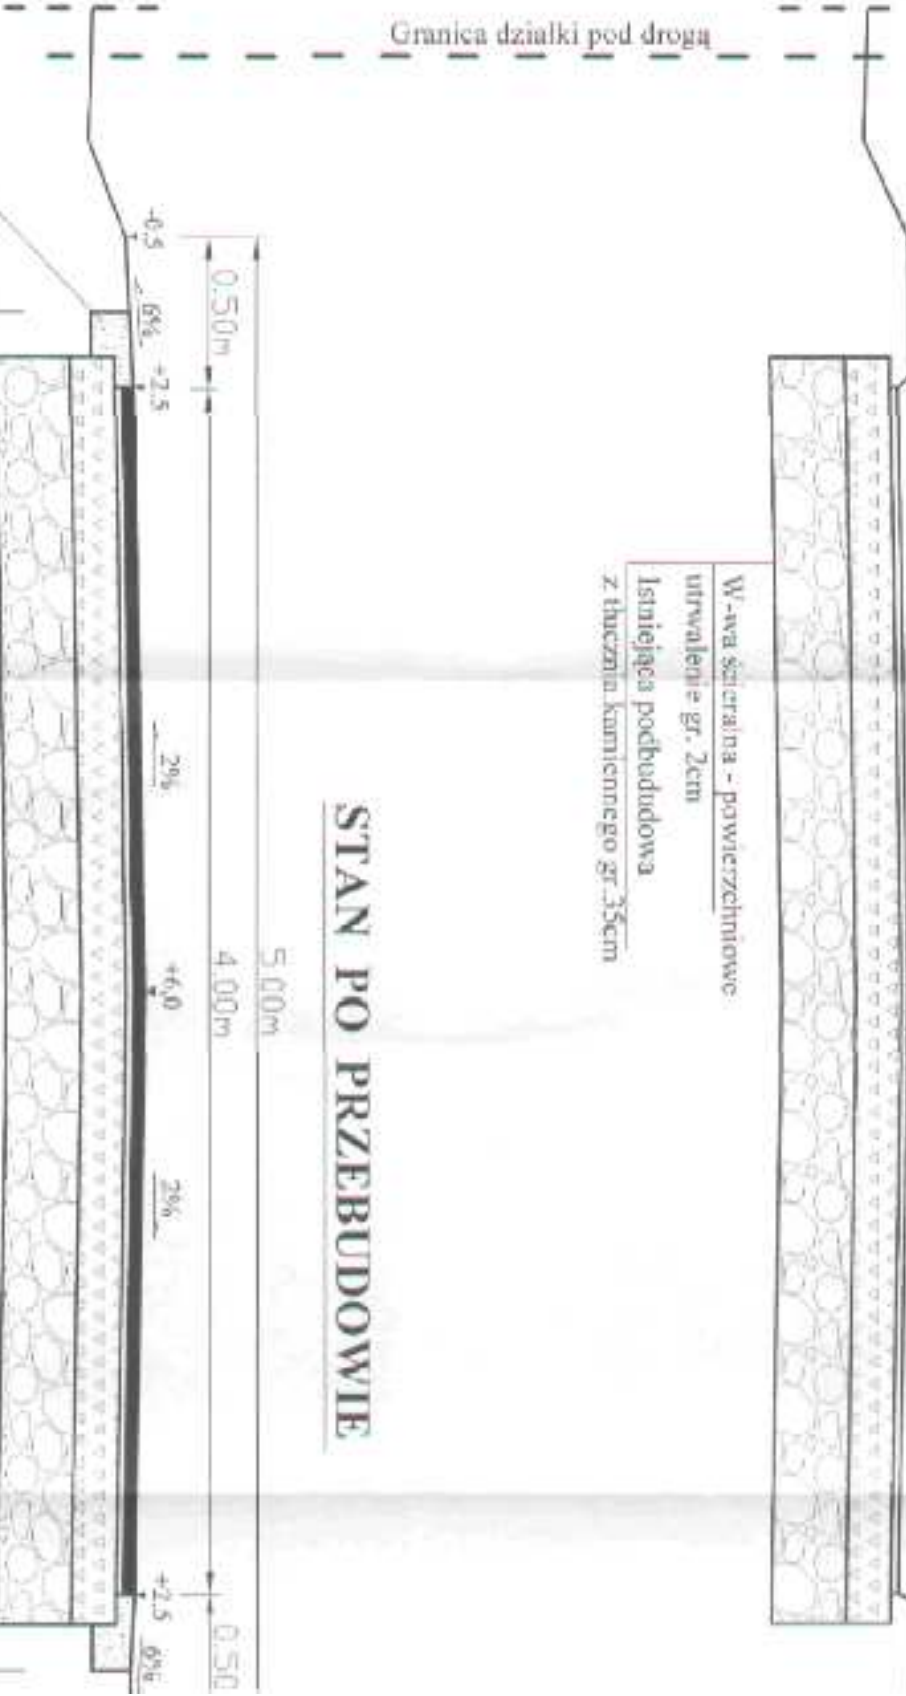 Granica działki pod drogą
W-wa ścieralna - powierzchniowe
utrwalenie gr. 2cm
Istniejąca podbududowa
z tłucznia kamiennego gr.35cm
STAN PO PRZEBUDOWIE
5.00m
0.50m
4.00m
0.50
-0.5
6%
+2.5
2%
+6.0
2%
+2.5
6%